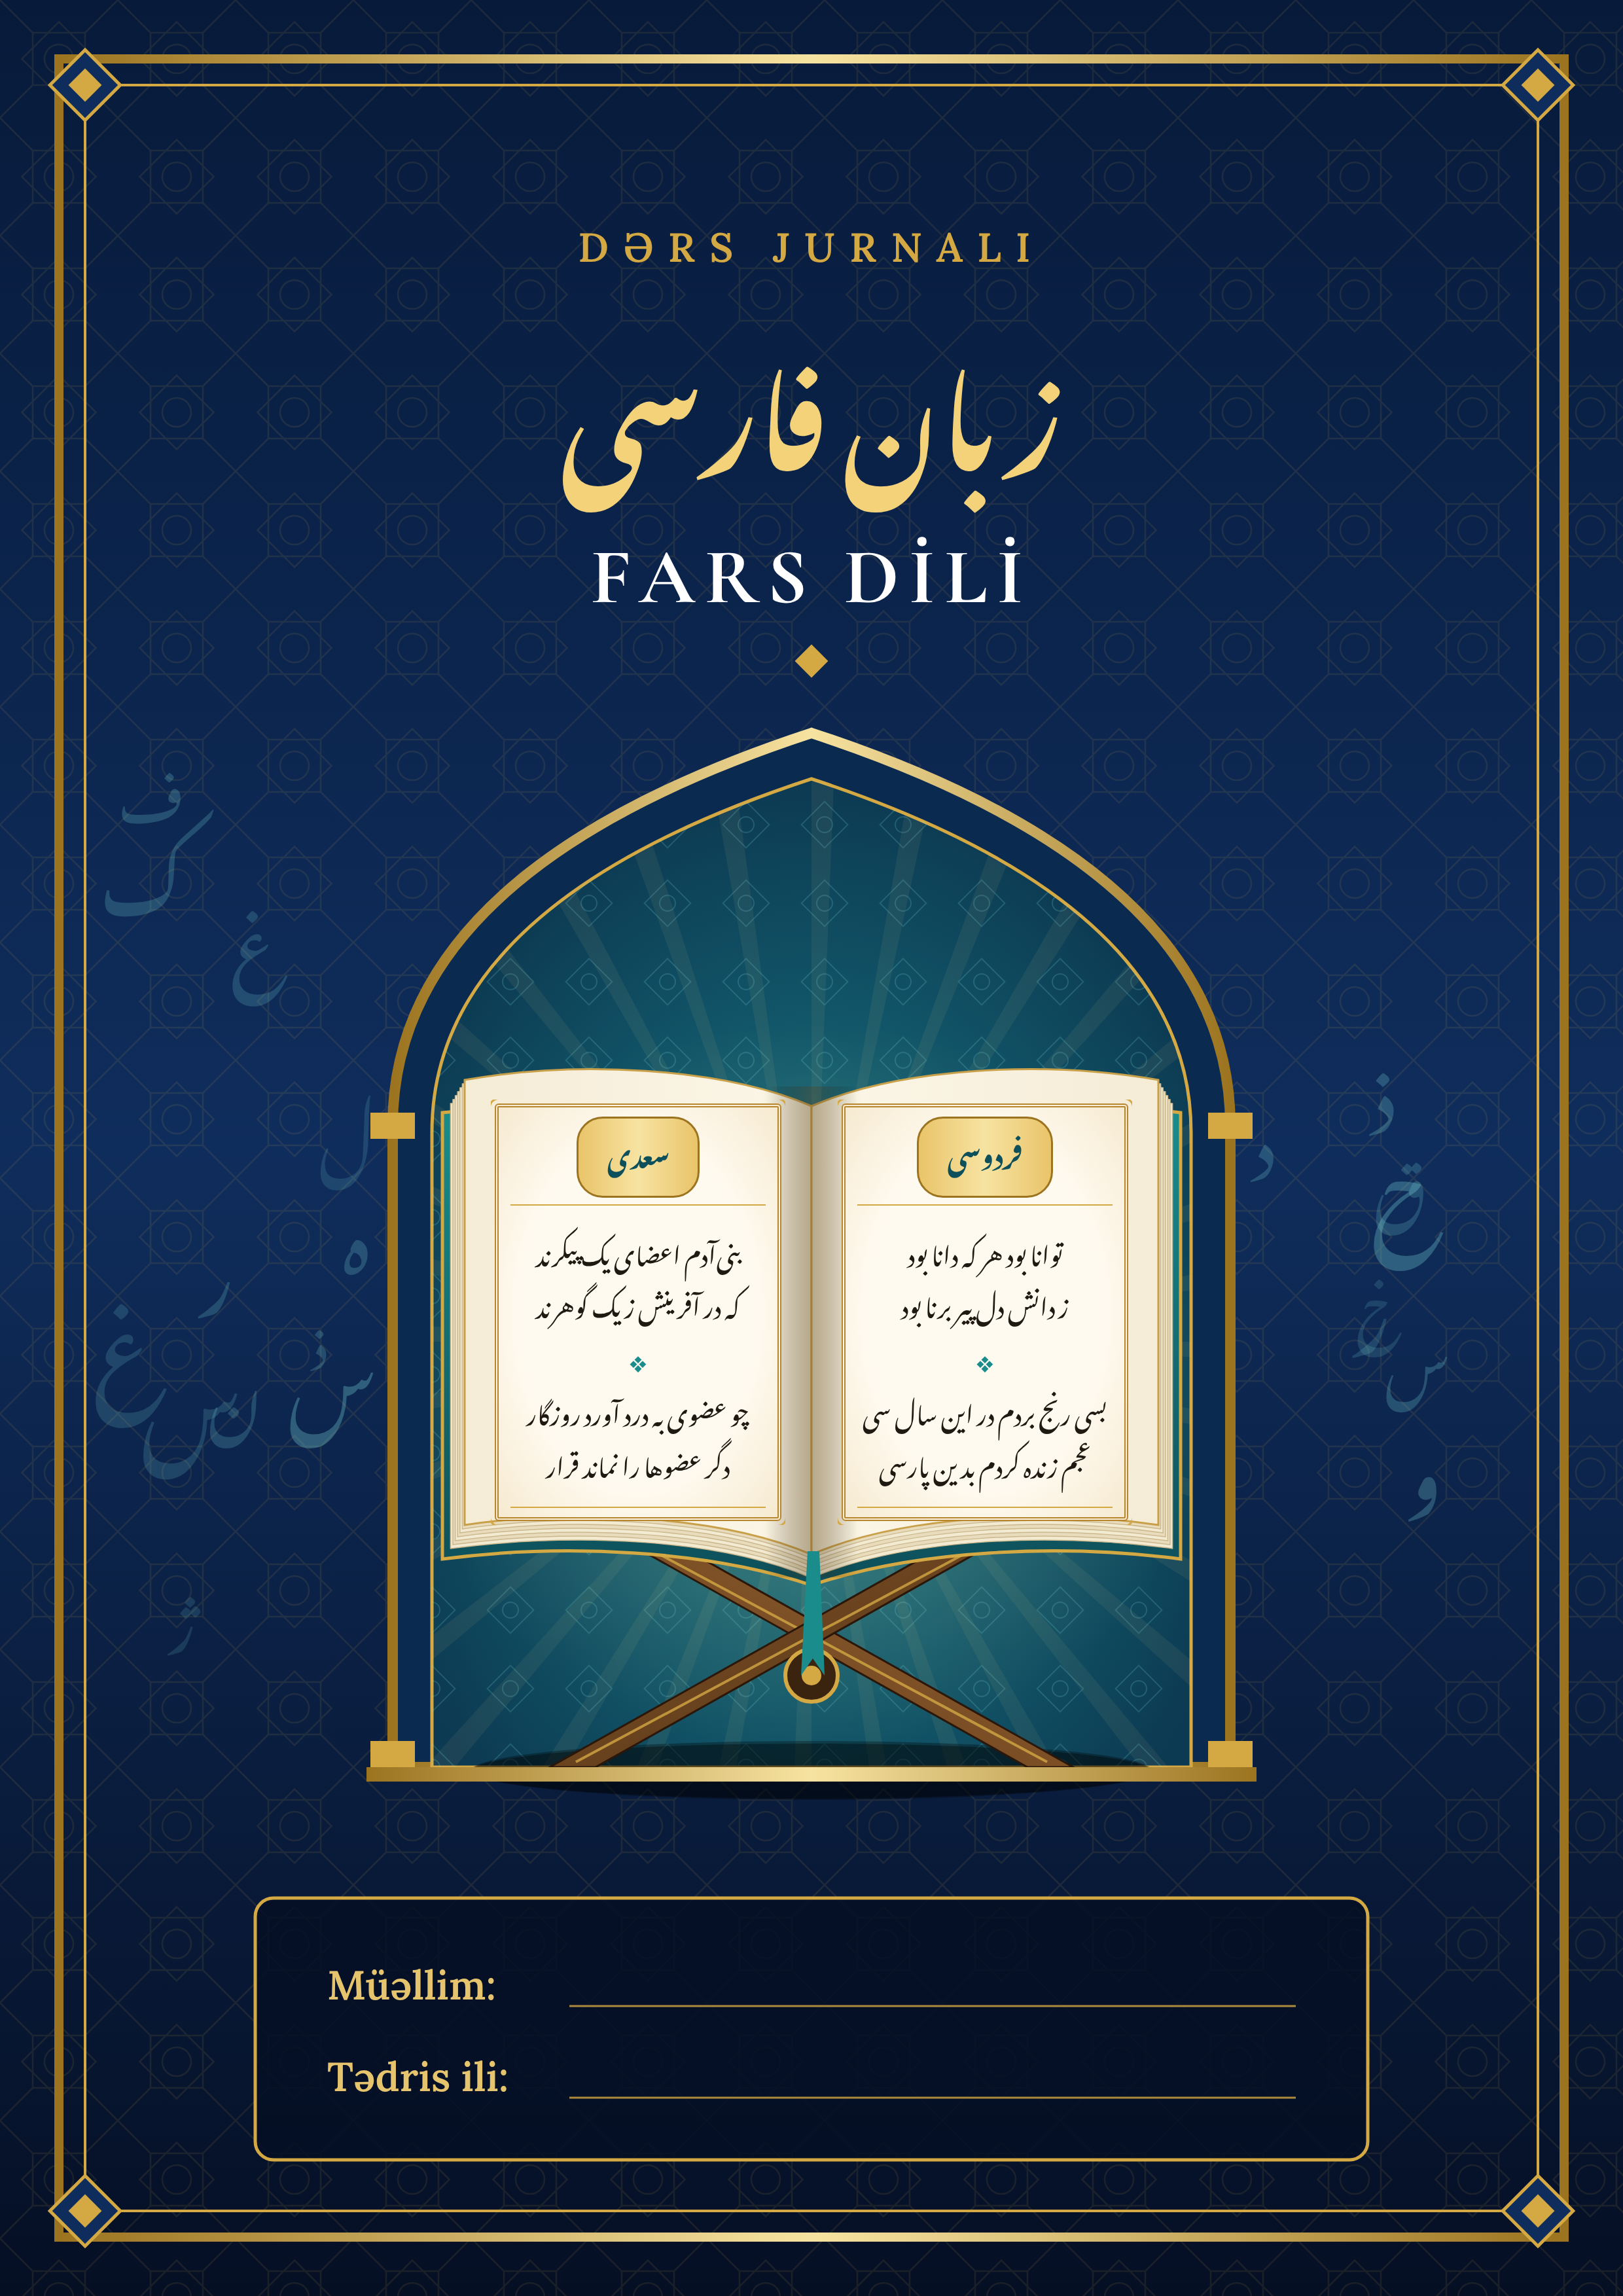 DƏRS JURNALI
زبان فارسی
FARS DİLİ
ف
ک
غ
ل
ه
ر
غ
ذ
س
س
ن
ژ
ذ
د
خ
س
و
فردوسی
توانا بود هر که دانا بود
ز دانش دل پیر برنا بود
بسی رنج بردم در این سال سی
عجم زنده کردم بدین پارسی
سعدی
بنی‌آدم اعضای یک پیکرند
که در آفرینش ز یک گوهرند
چو عضوی به درد آورد روزگار
دگر عضوها را نماند قرار
Müəllim:
Tədris ili: